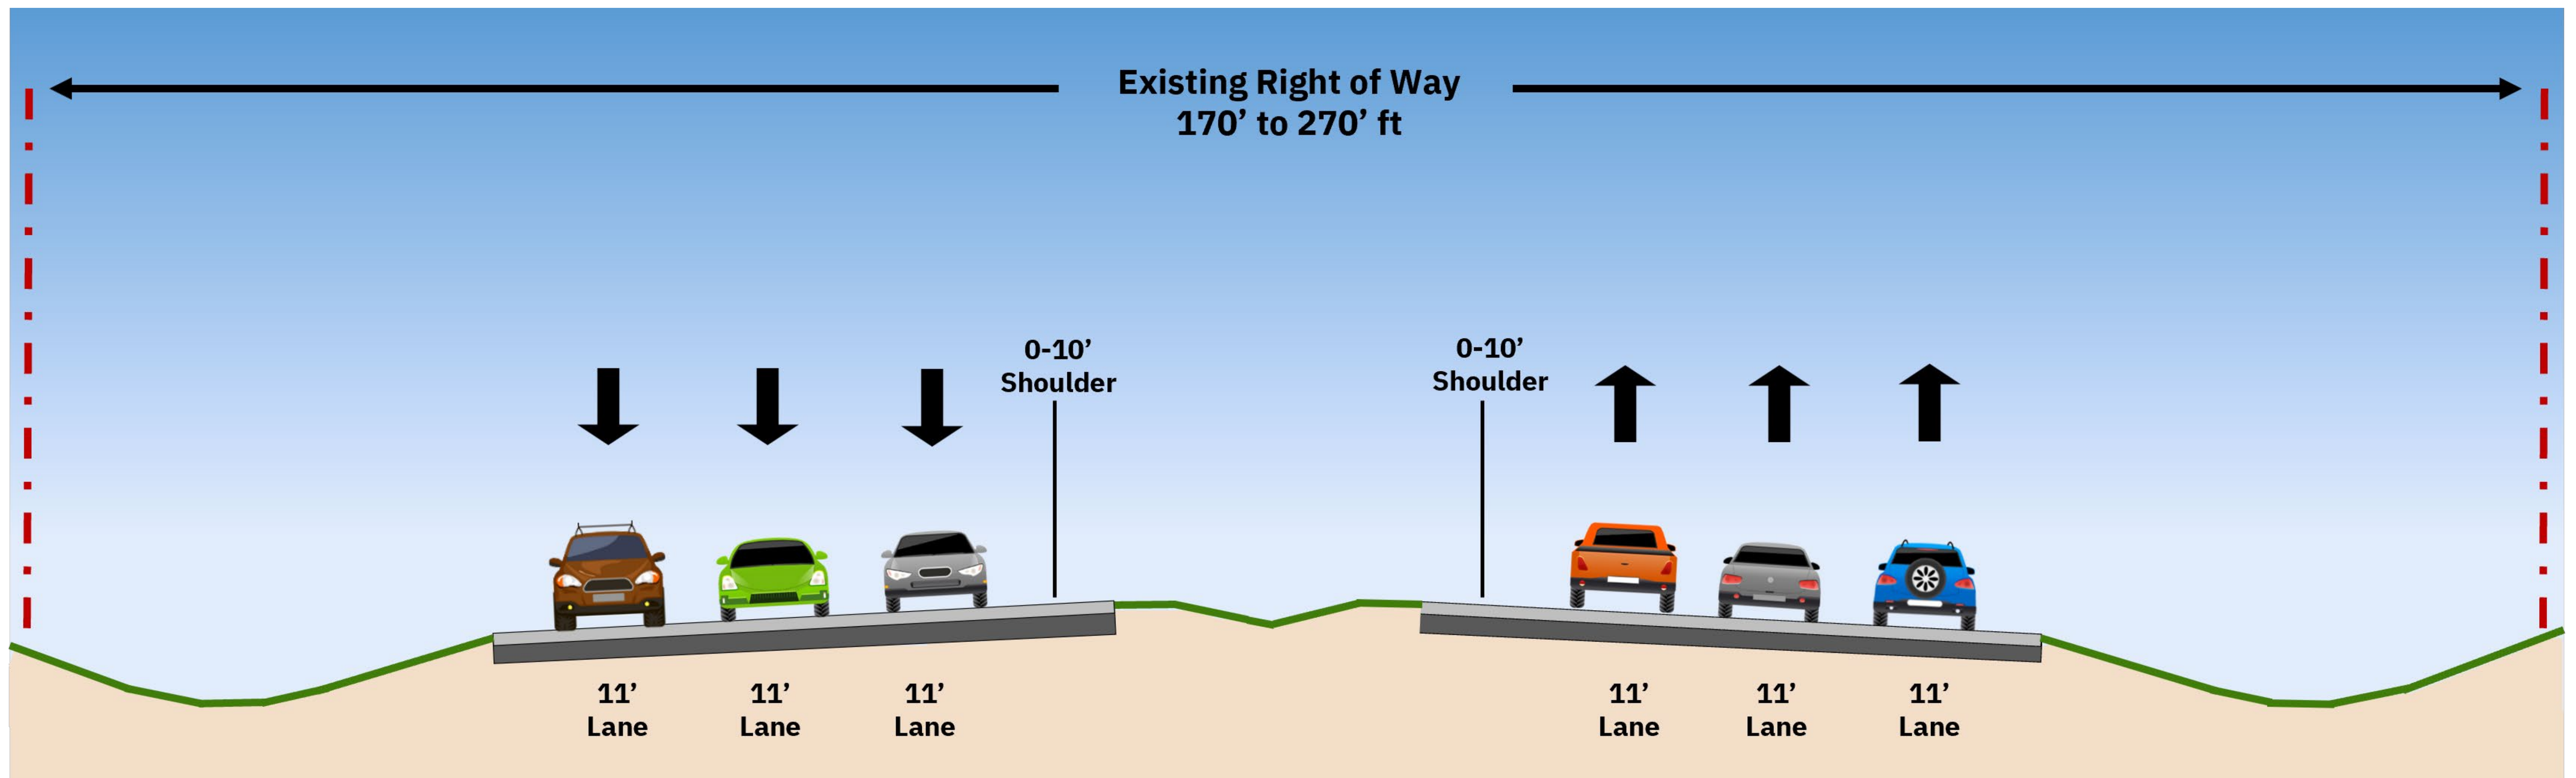 Existing Right of Way
170’ to 270’ ft
0-10’
Shoulder
0-10’
Shoulder
11’
Lane
11’
Lane
11’
Lane
11’
Lane
11’
Lane
11’
Lane